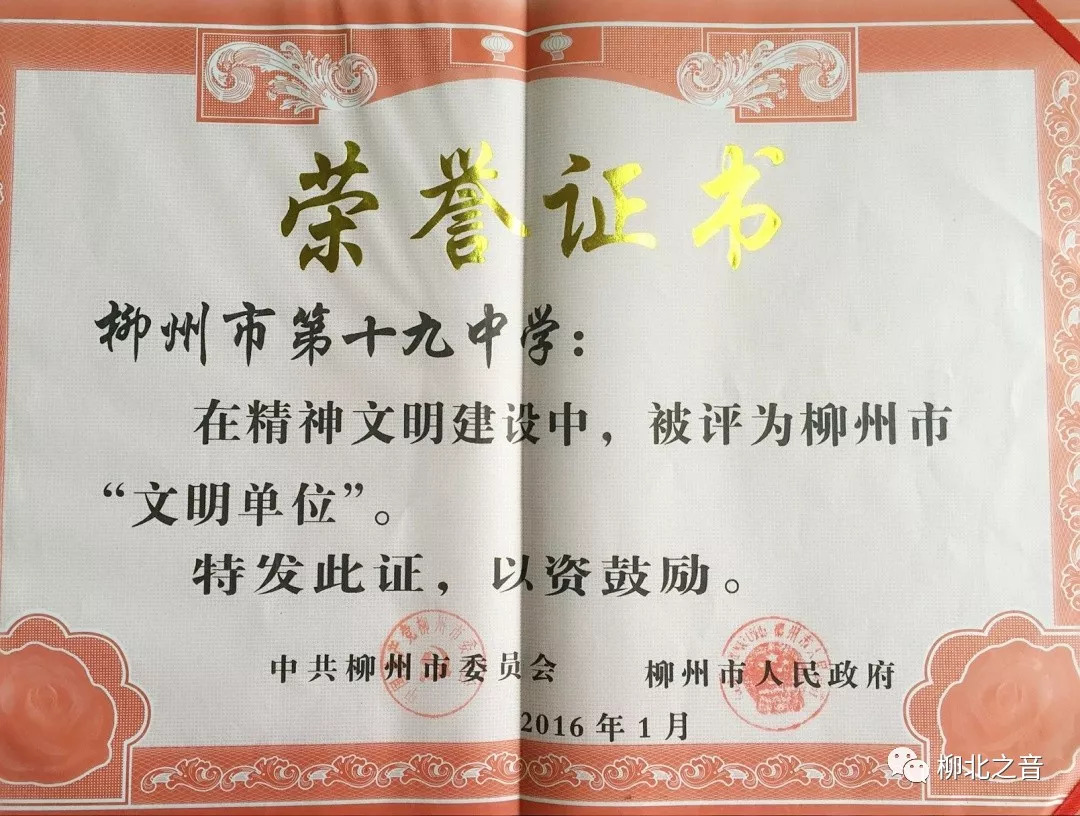 荣誉证书
柳州市第十九中学：
在精神文明建设中，被评为柳州市
“文明单位”。
特发此证，以资鼓励。
中共柳州市委员会 柳州市人民政府
2016年1月
柳北之音